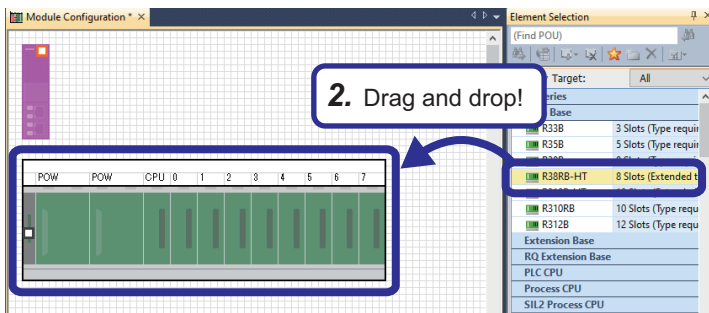 Module Configuration * ×
Element Selection
(Find POU)
Target:
All
2. Drag and drop!
Base
R33B
3 Slots (Type requir
R35B
5 Slots (Type requir
R38RB-HT
8 Slots (Extended t
R310RB
10 Slots (Type requ
R312B
12 Slots (Type requ
Extension Base
RQ Extension Base
PLC CPU
Process CPU
SIL2 Process CPU
POW POW CPU 0 1 2 3 4 5 6 7